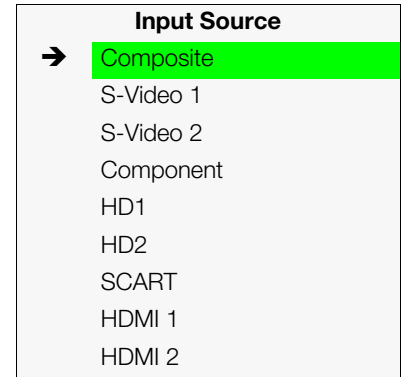 Input Source
➔ Composite
S-Video 1
S-Video 2
Component
HD1
HD2
SCART
HDMI 1
HDMI 2